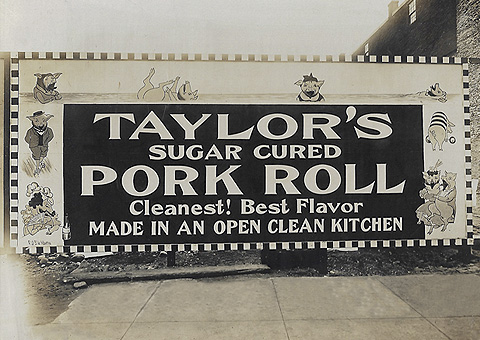 TAYLOR'S
SUGAR CURED
PORK ROLL
Cleanest! Best Flavor
MADE IN AN OPEN CLEAN KITCHEN